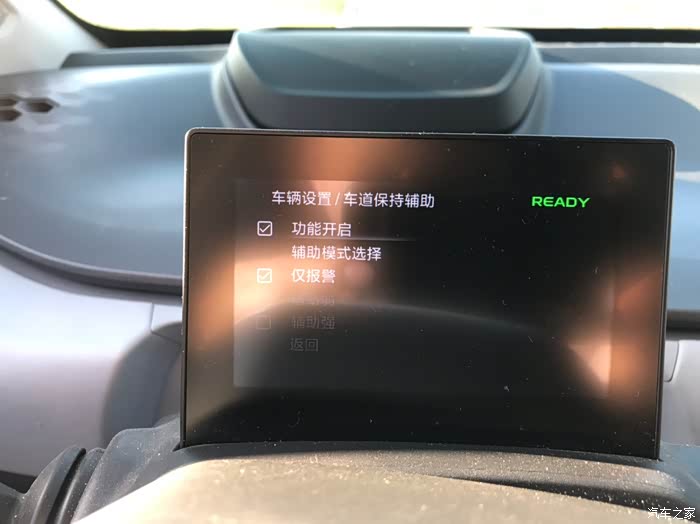 车辆设置/车道保持辅助
READY
功能开启
辅助模式选择
仅报警
辅助强
返回
汽车之家